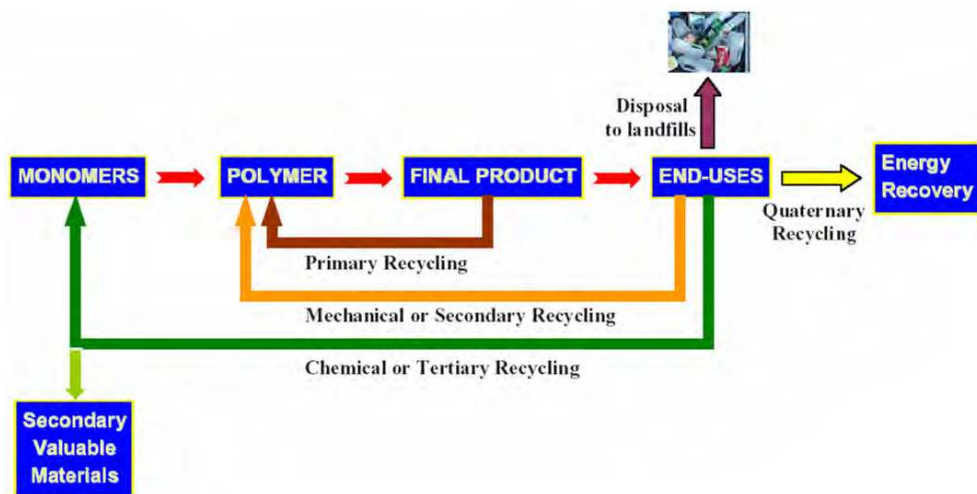 Disposal
to landfills
MONOMERS
POLYMER
FINAL PRODUCT
END-USES
Energy
Recovery
Quaternary
Recycling
Primary Recycling
Mechanical or Secondary Recycling
Chemical or Tertiary Recycling
Secondary
Valuable
Materials